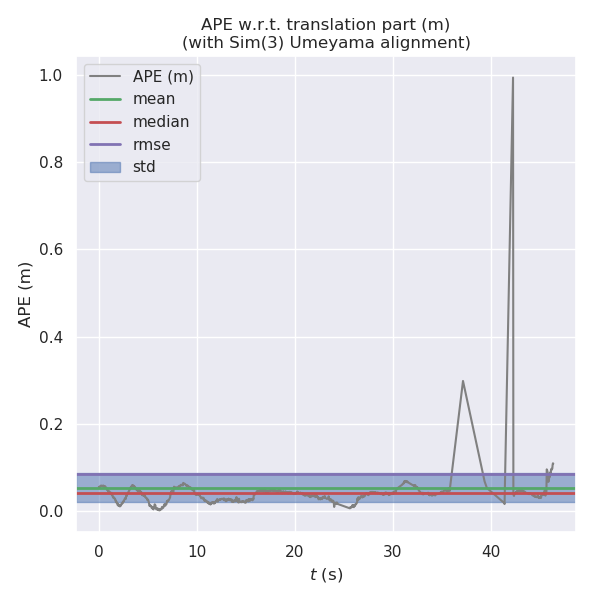 APE w.r.t. translation part (m)
(with Sim(3) Umeyama alignment)
APE (m)
mean
median
rmse
std
APE (m)
1.0
0.8
0.6
0.4
0.2
0.0
0 10 20 30 40
t (s)